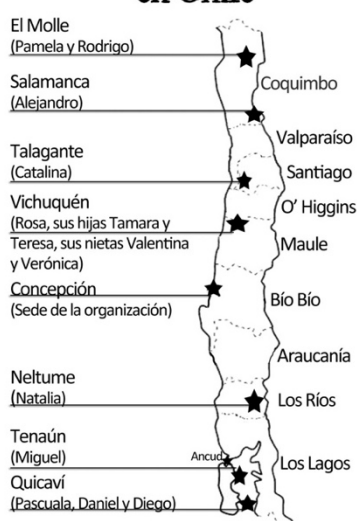 en Chile
El Molle
(Pamela y Rodrigo)
Salamanca
(Alejandro)
Talagante
(Catalina)
Vichuquén
(Rosa, sus hijas Tamara y
Teresa, sus nietas Valentina
y Verónica)
Concepción
(Sede de la organización)
Neltume
(Natalia)
Tenaún
(Miguel)
Quicaví
(Pascuala, Daniel y Diego)
Ancud
Coquimbo
Valparaíso
Santiago
O' Higgins
Maule
Bío Bío
Araucanía
Los Ríos
Los Lagos